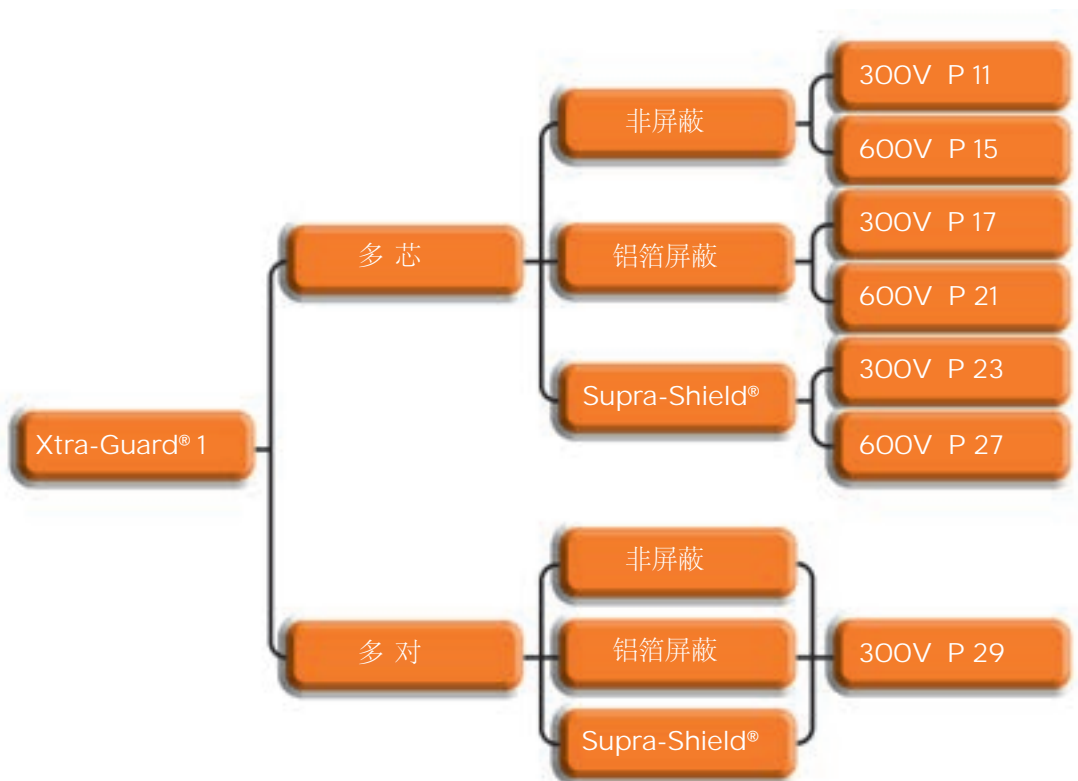 Xtra-Guard® 1
多 芯
非屏蔽
300V P 11
600V P 15
铝箔屏蔽
300V P 17
600V P 21
Supra-Shield®
300V P 23
600V P 27
多 对
非屏蔽
铝箔屏蔽
Supra-Shield®
300V P 29